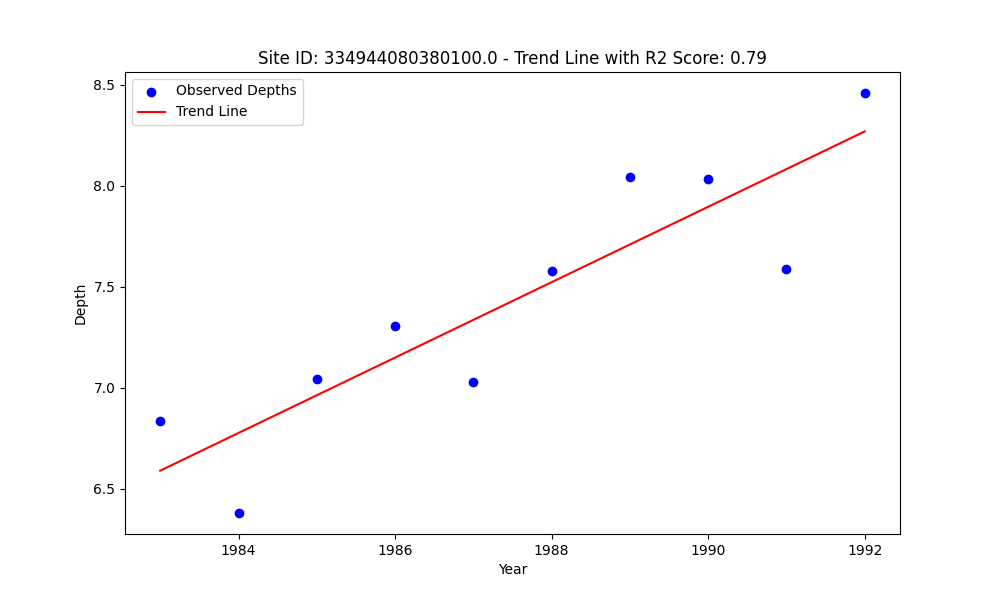 Site ID: 334944080380100.0 - Trend Line with R2 Score: 0.79
Observed Depths
Trend Line
8.5
8.0
7.5
7.0
6.5
Depth
1984
1986
1988
1990
1992
Year